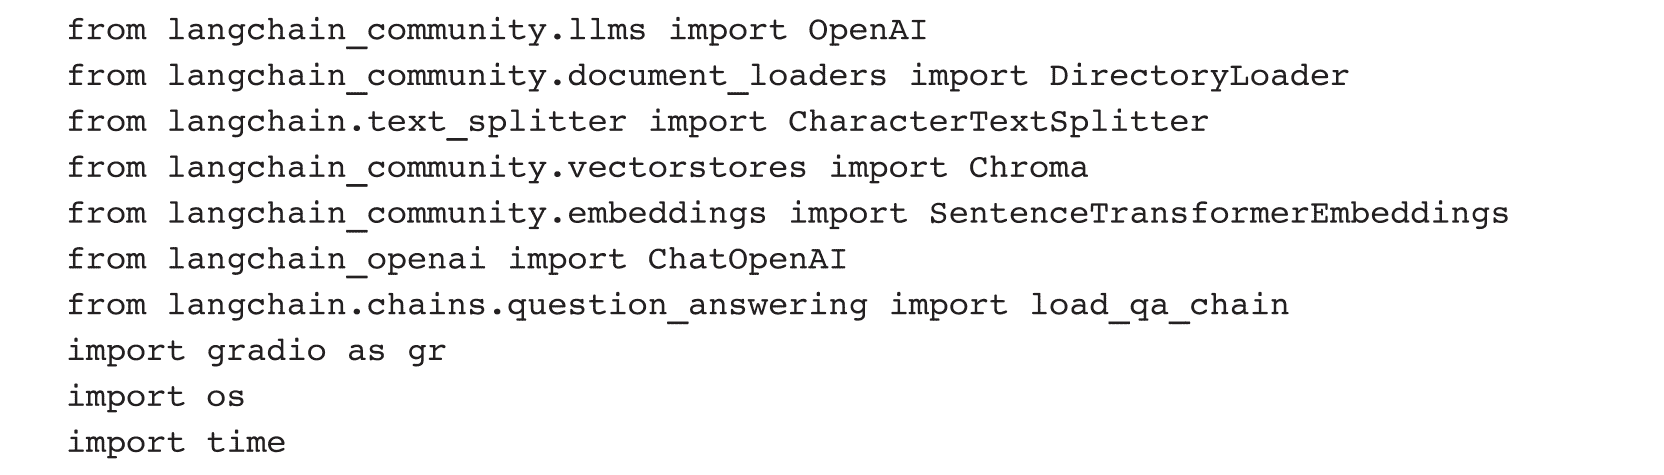 from langchain_community.llms import OpenAI
from langchain_community.document_loaders import DirectoryLoader
from langchain.text_splitter import CharacterTextSplitter
from langchain_community.vectorstores import Chroma
from langchain_community.embeddings import SentenceTransformerEmbeddings
from langchain_openai import ChatOpenAI
from langchain.chains.question_answering import load_qa_chain
import gradio as gr
import os
import time